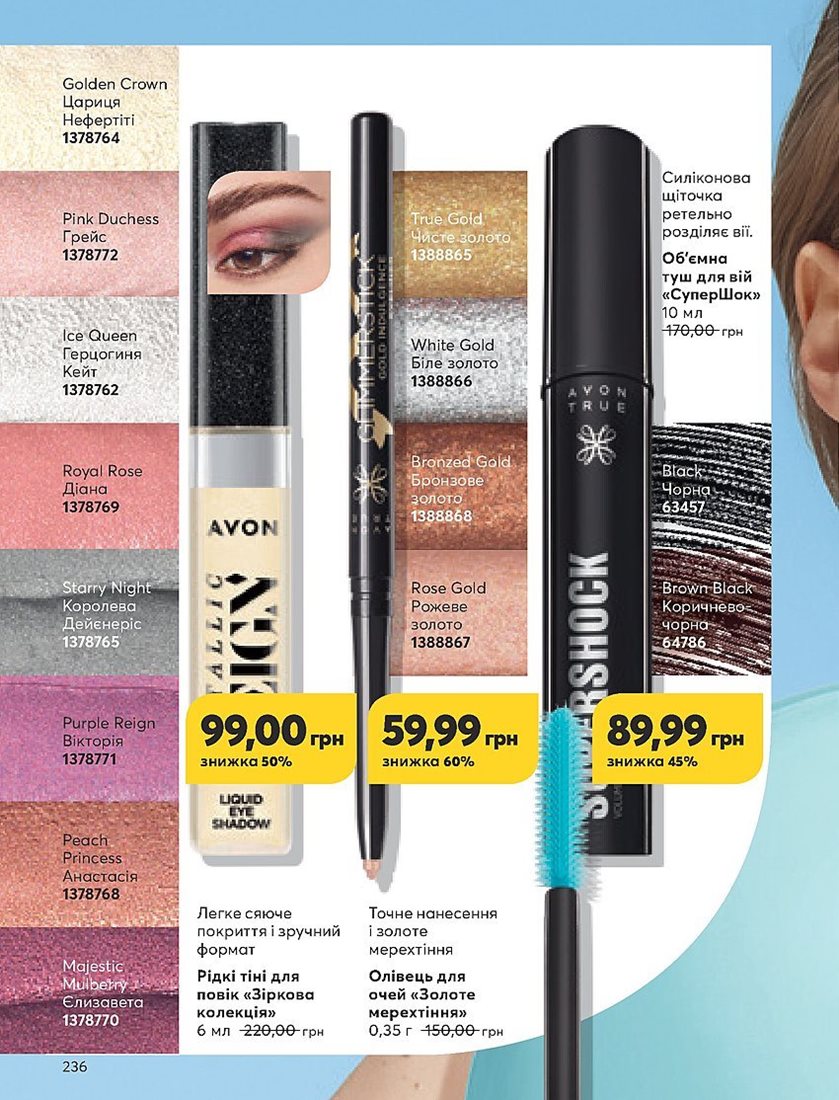 Golden Crown
Цариця
Нефертіті
1378764
Pink Duchess
Грейс
1378772
Ice Queen
Герцогиня
Кейт
1378762
Royal Rose
Діана
1378769
Starry Night
Королева
Дейєнеріс
1378765
Purple Reign
Вікторія
1378771
Peach
Princess
Анастасія
1378768
Majestic
Mulberry
Єлизавета
1378770
AVON
LIQUID
EYE
SHADOW
99,00 грн
знижка 50%
Легке сяюче
покриття і зручний
формат
Рідкі тіні для
повік «Зіркова
колекція»
6 мл 220,00 грн
GLIMMERSTICK
GOLD INDULGENCE
True Gold
Чисте золото
1388865
White Gold
Біле золото
1388866
Bronzed Gold
Бронзове
золото
1388868
Rose Gold
Рожеве
золото
1388867
59,99 грн
знижка 60%
Точне нанесення
і золоте
мерехтіння
Олівець для
очей «Золоте
мерехтіння»
0,35 г 150,00 грн
AVON
TRUE
Силіконова
щіточка
ретельно
розділяє вії.
Об’ємна
туш для вій
«СуперШок»
10 мл
170,00 грн
Black
Чорна
63457
Brown Black
Коричнево-
чорна
64786
89,99 грн
знижка 45%
236